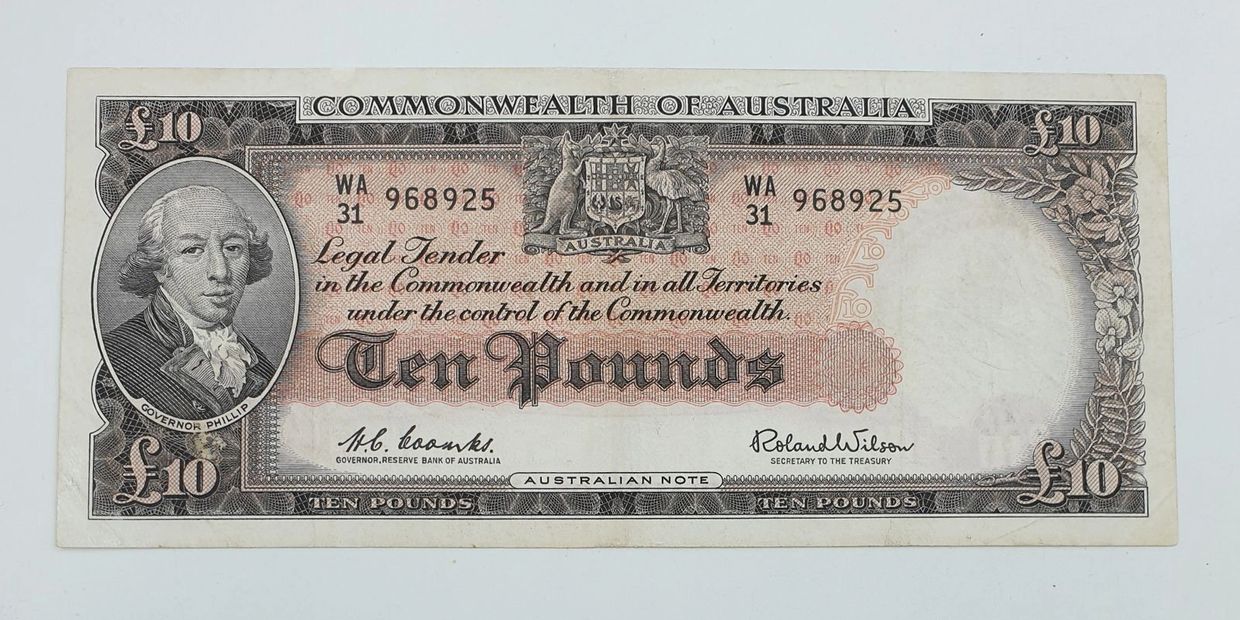 COMMONWEALTH OF AUSTRALIA
£10
£10
WA
31
968925
WA
31
968925
AUSTRALIA
Legal Tender
in the Commonwealth and in all Territories
under the control of the Commonwealth.
Ten Pounds
GOVERNOR PHILLIP
H.C. Coombs.
GOVERNOR, RESERVE BANK OF AUSTRALIA
Roland Wilson
SECRETARY TO THE TREASURY
£10
£10
AUSTRALIAN NOTE
TEN POUNDS
TEN POUNDS